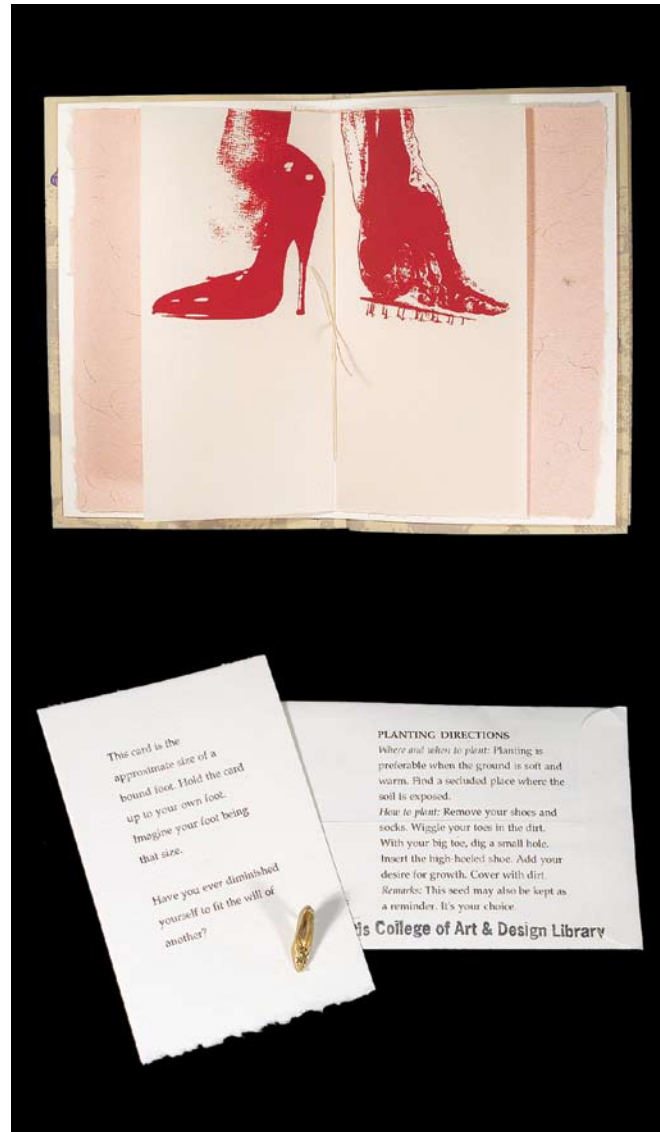 This card is the
approximate size of a
bound foot. Hold the card
up to your own foot.
Imagine your foot being
that size.
Have you ever diminished
yourself to fit the will of
another?
PLANTING DIRECTIONS
Where and when to plant: Planting is
preferable when the ground is soft and
warm. Find a secluded place where the
soil is exposed.
How to plant: Remove your shoes and
socks. Wiggle your toes in the dirt.
With your big toe, dig a small hole.
Insert the high-heeled shoe. Add your
desire for growth. Cover with dirt.
Remarks: This seed may also be kept as
a reminder. It's your choice.
is College of Art & Design Library